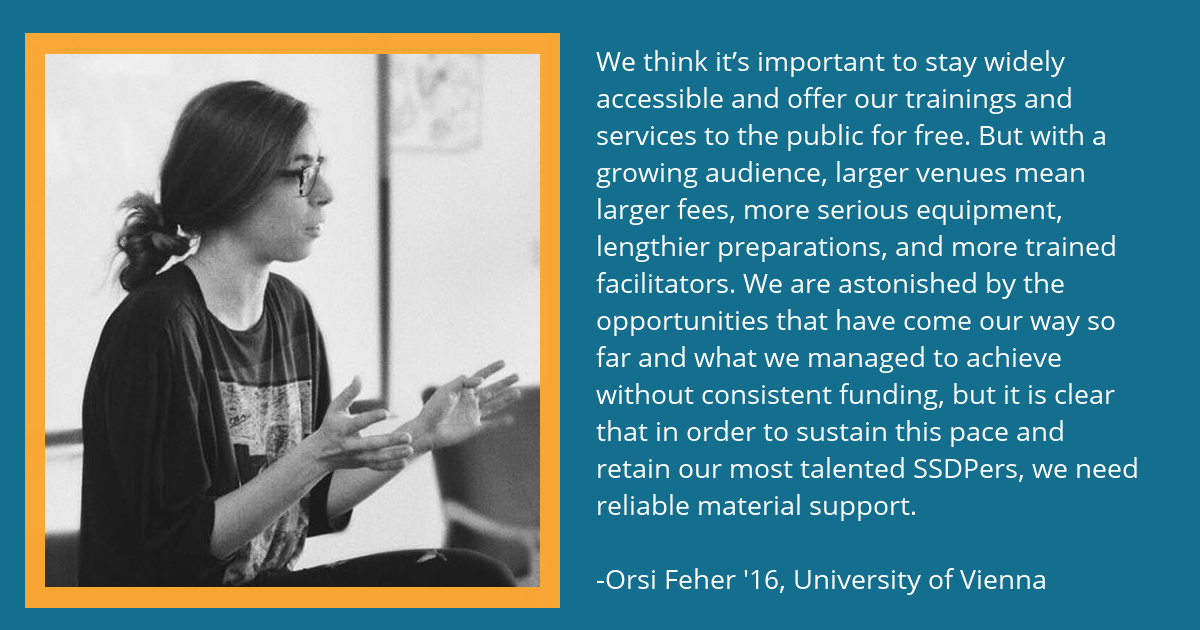 We think it’s important to stay widely
accessible and offer our trainings and
services to the public for free. But with a
growing audience, larger venues mean
larger fees, more serious equipment,
lengthier preparations, and more trained
facilitators. We are astonished by the
opportunities that have come our way so
far and what we managed to achieve
without consistent funding, but it is clear
that in order to sustain this pace and
retain our most talented SSDPers, we need
reliable material support.
-Orsi Feher '16, University of Vienna